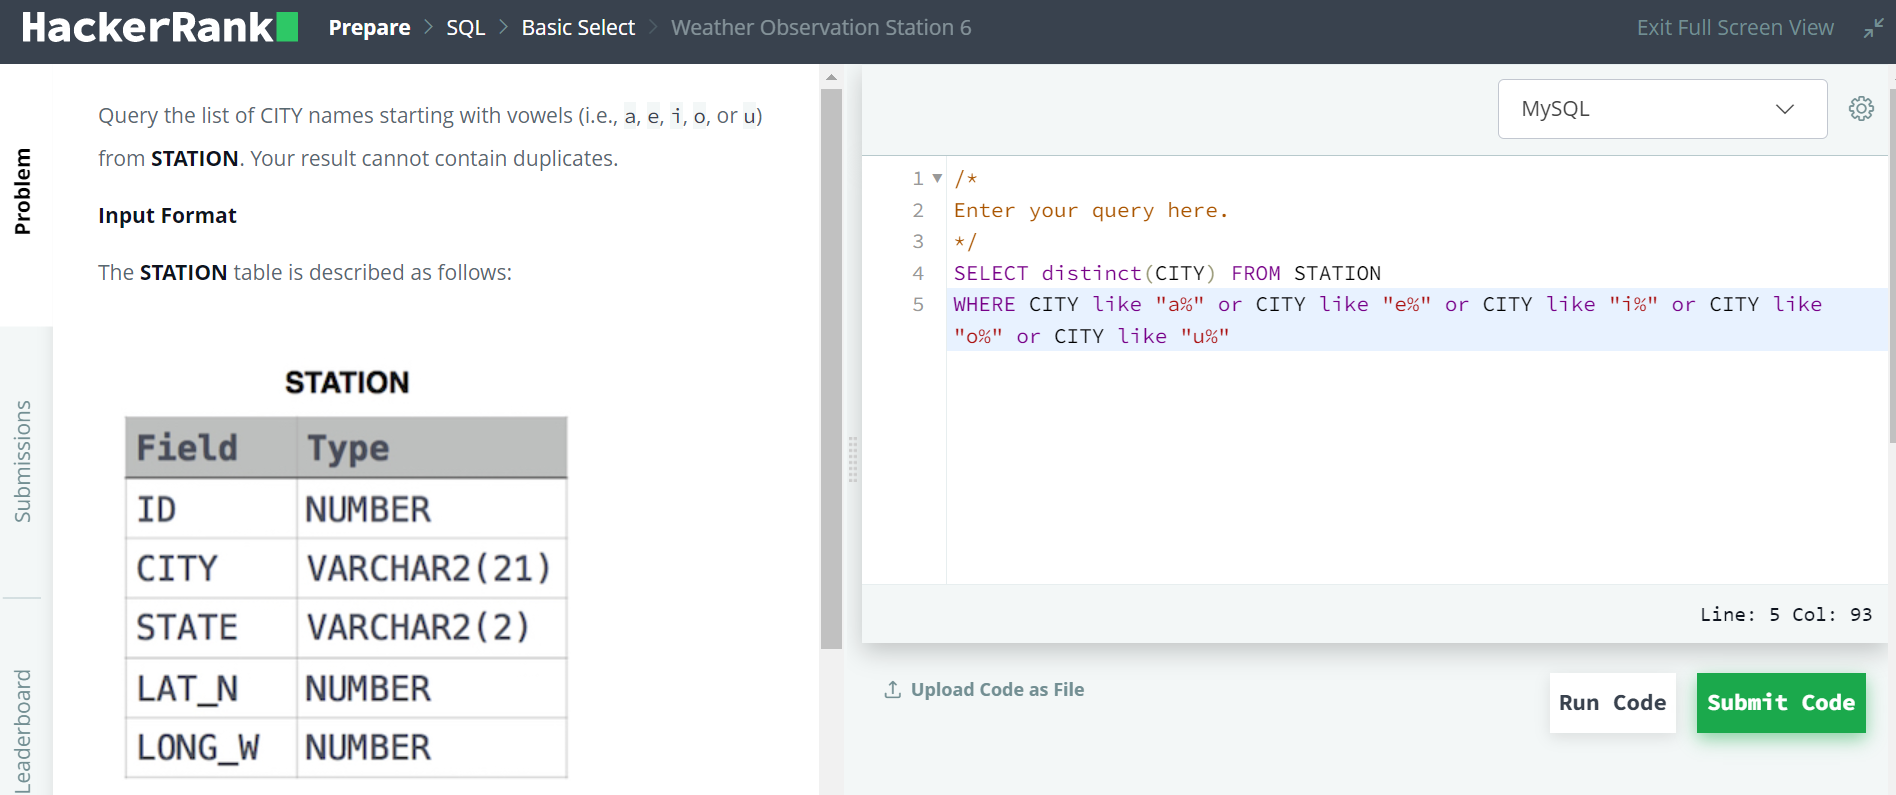 HackerRank Prepare > SQL > Basic Select > Weather Observation Station 6 Exit Full Screen View
Problem
Submissions
Leaderboard
Query the list of CITY names starting with vowels (i.e., a, e, i, o, or u)
from STATION. Your result cannot contain duplicates.
Input Format
The STATION table is described as follows:
STATION
Field Type
ID NUMBER
CITY VARCHAR2(21)
STATE VARCHAR2(2)
LAT_N NUMBER
LONG_W NUMBER
MySQL
1 /*
2 Enter your query here.
3 */
4 SELECT distinct(CITY) FROM STATION
5 WHERE CITY like "a%" or CITY like "e%" or CITY like "i%" or CITY like
"o%" or CITY like "u%"
Line: 5 Col: 93
Upload Code as File
Run Code
Submit Code